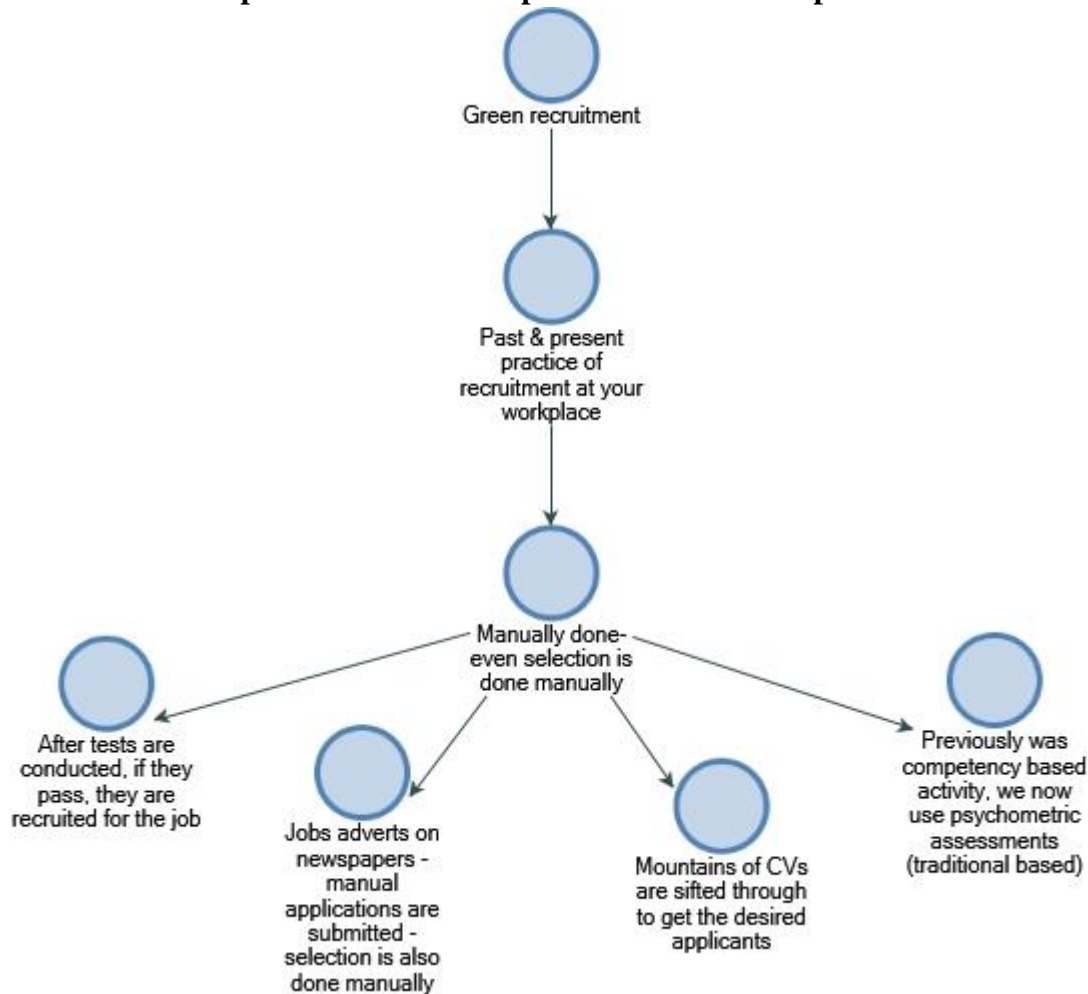 Green recruitment
Past & present
practice of
recruitment at your
workplace
Manually done-
even selection is
done manually
After tests are
conducted, if they
pass, they are
recruited for the job
Jobs adverts on
newspapers -
manual
applications are
submitted -
selection is also
done manually
Mountains of CVs
are sifted through
to get the desired
applicants
Previously was
competency based
activity, we now
use psychometric
assessments
(traditional based)